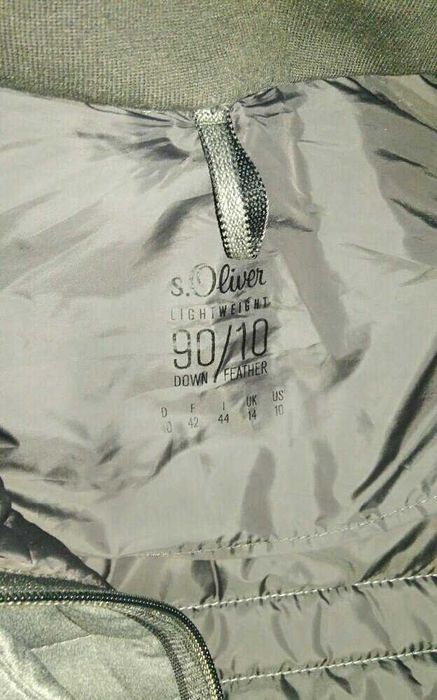 s.Oliver
LIGHTWEIGHT
90/10
DOWN FEATHER
D F I UK US
42 44 14 10